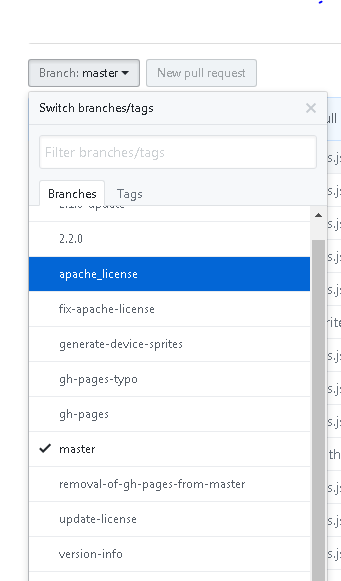 Branch: master
New pull request
Switch branches/tags
Filter branches/tags
Branches
Tags
2.2.0
apache_license
fix-apache-license
generate-device-sprites
gh-pages-typo
gh-pages
master
removal-of-gh-pages-from-master
update-license
version-info